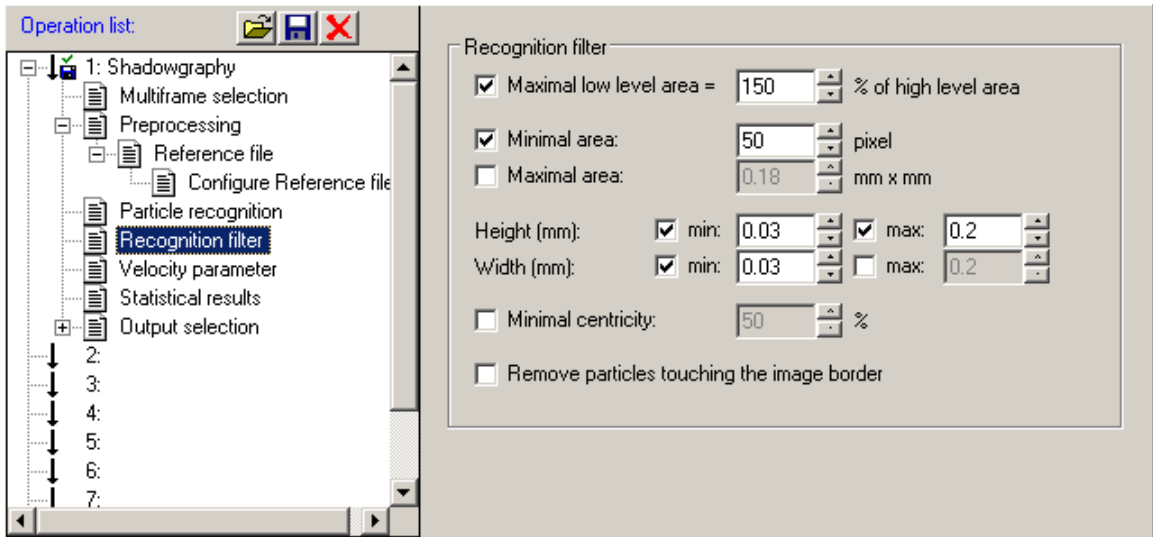 Operation list:
1: Shadowgraphy
Multiframe selection
Preprocessing
Reference file
Configure Reference file
Particle recognition
Recognition filter
Velocity parameter
Statistical results
Output selection
2:
3:
4:
5:
6:
7:
Recognition filter
Maximal low level area = 150 % of high level area
Minimal area: 50 pixel
Maximal area: 0.18 mm x mm
Height (mm): min: 0.03 max: 0.2
Width (mm): min: 0.03 max: 0.2
Minimal centricity: 50 %
Remove particles touching the image border